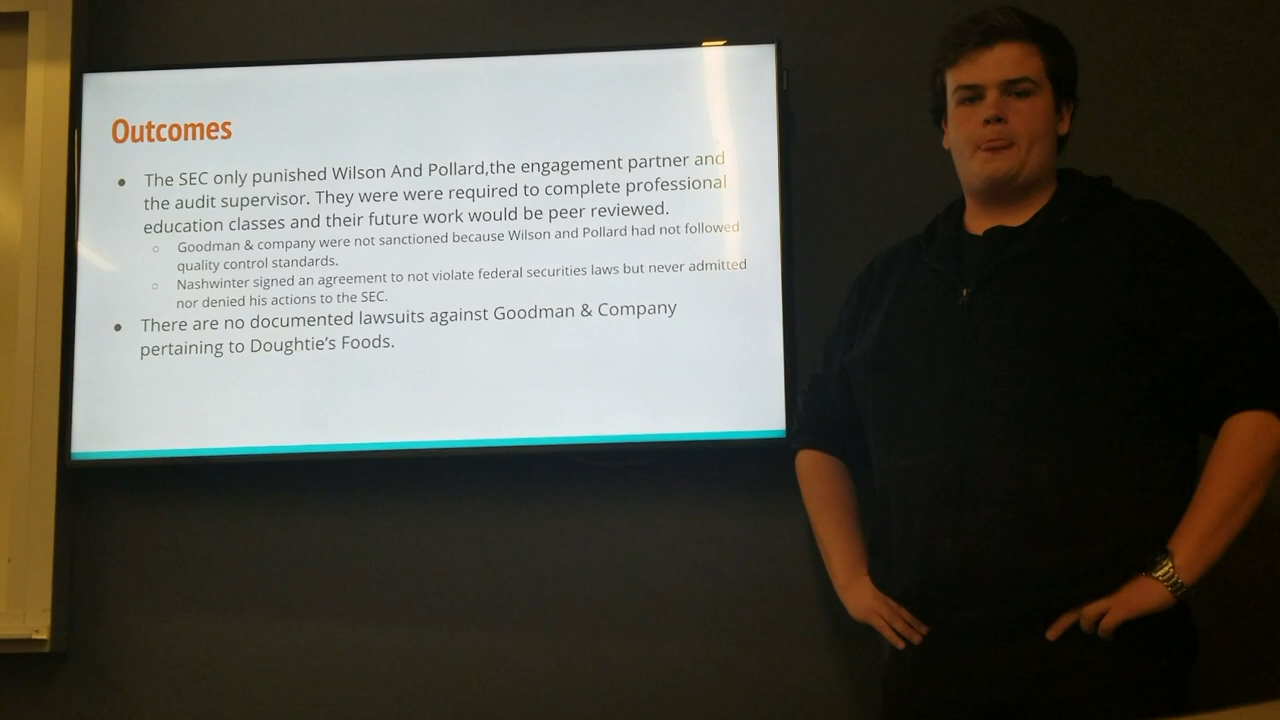 Outcomes
● The SEC only punished Wilson And Pollard,the engagement partner and
the audit supervisor. They were were required to complete professional
education classes and their future work would be peer reviewed.
○ Goodman & company were not sanctioned because Wilson and Pollard had not followed
quality control standards.
○ Nashwinter signed an agreement to not violate federal securities laws but never admitted
nor denied his actions to the SEC.
● There are no documented lawsuits against Goodman & Company
pertaining to Doughtie's Foods.